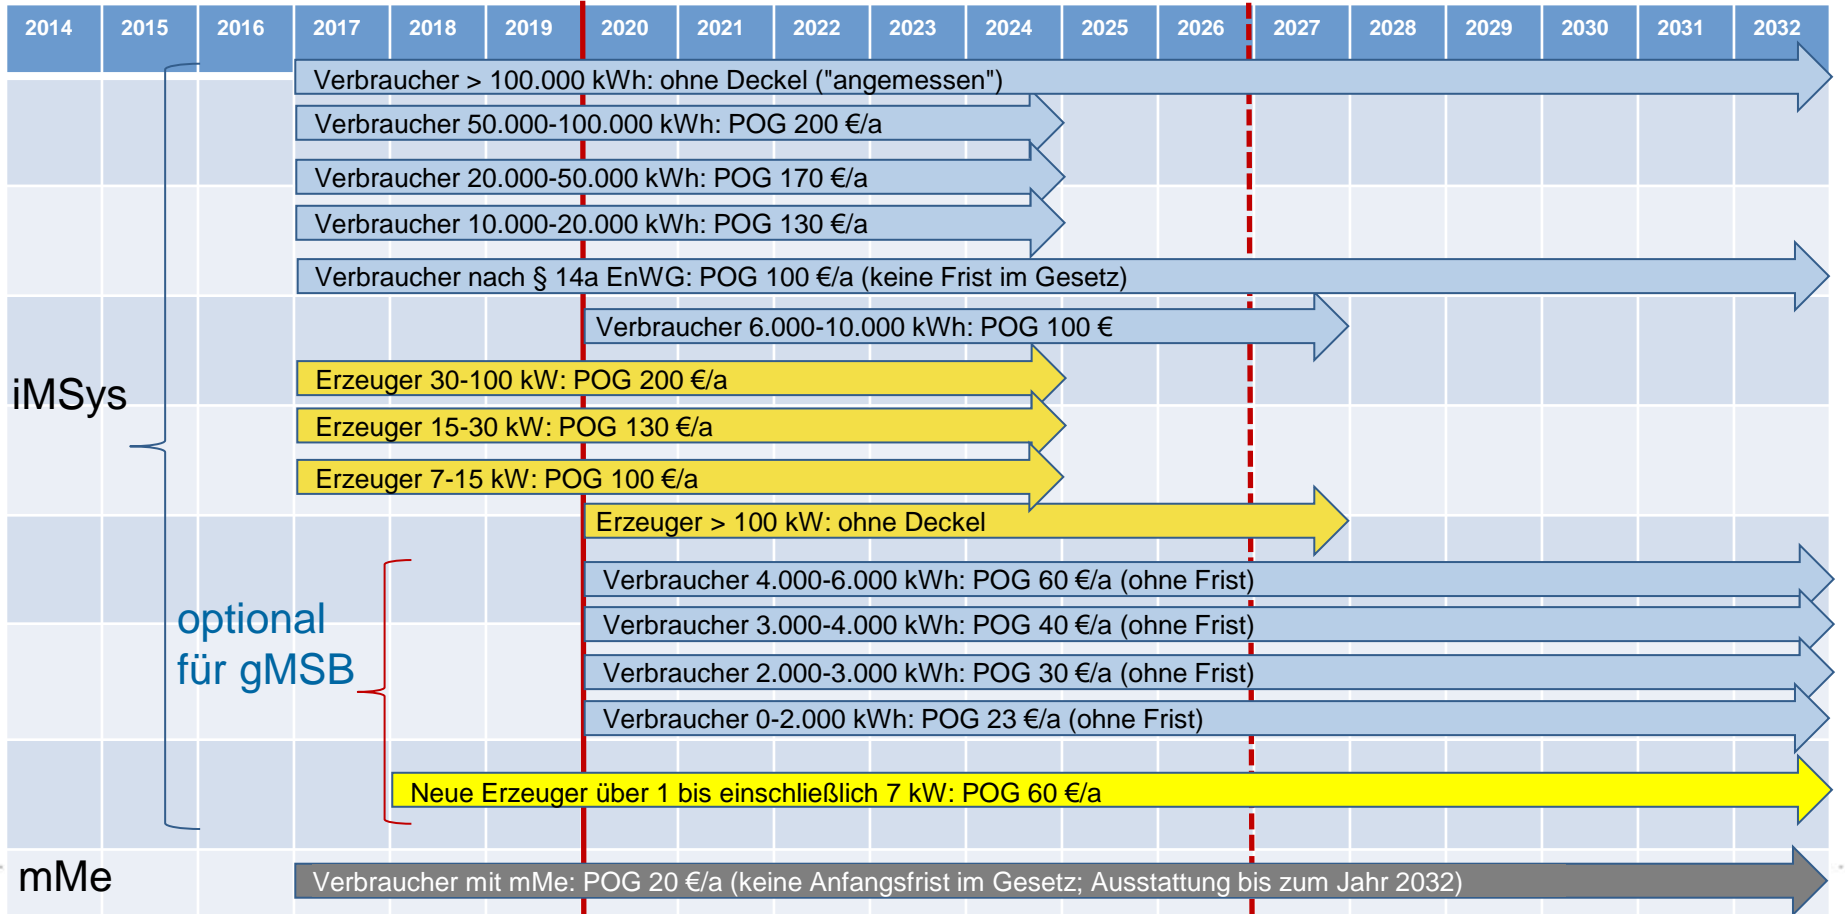 2014 2015 2016 2017 2018 2019 2020 2021 2022 2023 2024 2025 2026 2027 2028 2029 2030 2031 2032
Verbraucher > 100.000 kWh: ohne Deckel ("angemessen")
Verbraucher 50.000-100.000 kWh: POG 200 €/a
Verbraucher 20.000-50.000 kWh: POG 170 €/a
Verbraucher 10.000-20.000 kWh: POG 130 €/a
Verbraucher nach § 14a EnWG: POG 100 €/a (keine Frist im Gesetz)
Verbraucher 6.000-10.000 kWh: POG 100 €
iMSys
Erzeuger 30-100 kW: POG 200 €/a
Erzeuger 15-30 kW: POG 130 €/a
Erzeuger 7-15 kW: POG 100 €/a
Erzeuger > 100 kW: ohne Deckel
optional
für gMSB
Verbraucher 4.000-6.000 kWh: POG 60 €/a (ohne Frist)
Verbraucher 3.000-4.000 kWh: POG 40 €/a (ohne Frist)
Verbraucher 2.000-3.000 kWh: POG 30 €/a (ohne Frist)
Verbraucher 0-2.000 kWh: POG 23 €/a (ohne Frist)
Neue Erzeuger über 1 bis einschließlich 7 kW: POG 60 €/a
mMe
Verbraucher mit mMe: POG 20 €/a (keine Anfangsfrist im Gesetz; Ausstattung bis zum Jahr 2032)